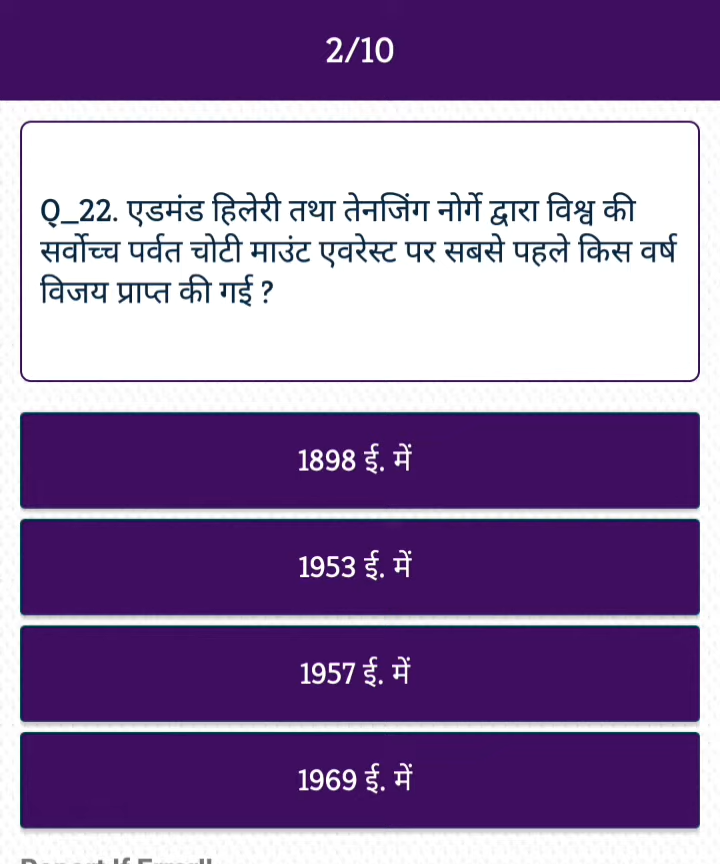 2/10
Q_22. एडमंड हिलेरी तथा तेनजिंग नोर्गे द्वारा विश्व की
सर्वोच्च पर्वत चोटी माउंट एवरेस्ट पर सबसे पहले किस वर्ष
विजय प्राप्त की गई ?
1898 ई. में
1953 ई. में
1957 ई. में
1969 ई. में